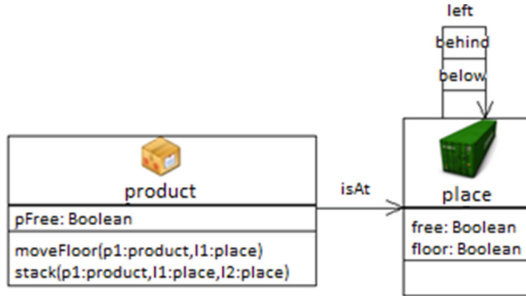 left
behind
below
product
pFree: Boolean
moveFloor(p1:product,l1:place)
stack(p1:product,l1:place,l2:place)
isAt
place
free: Boolean
floor: Boolean